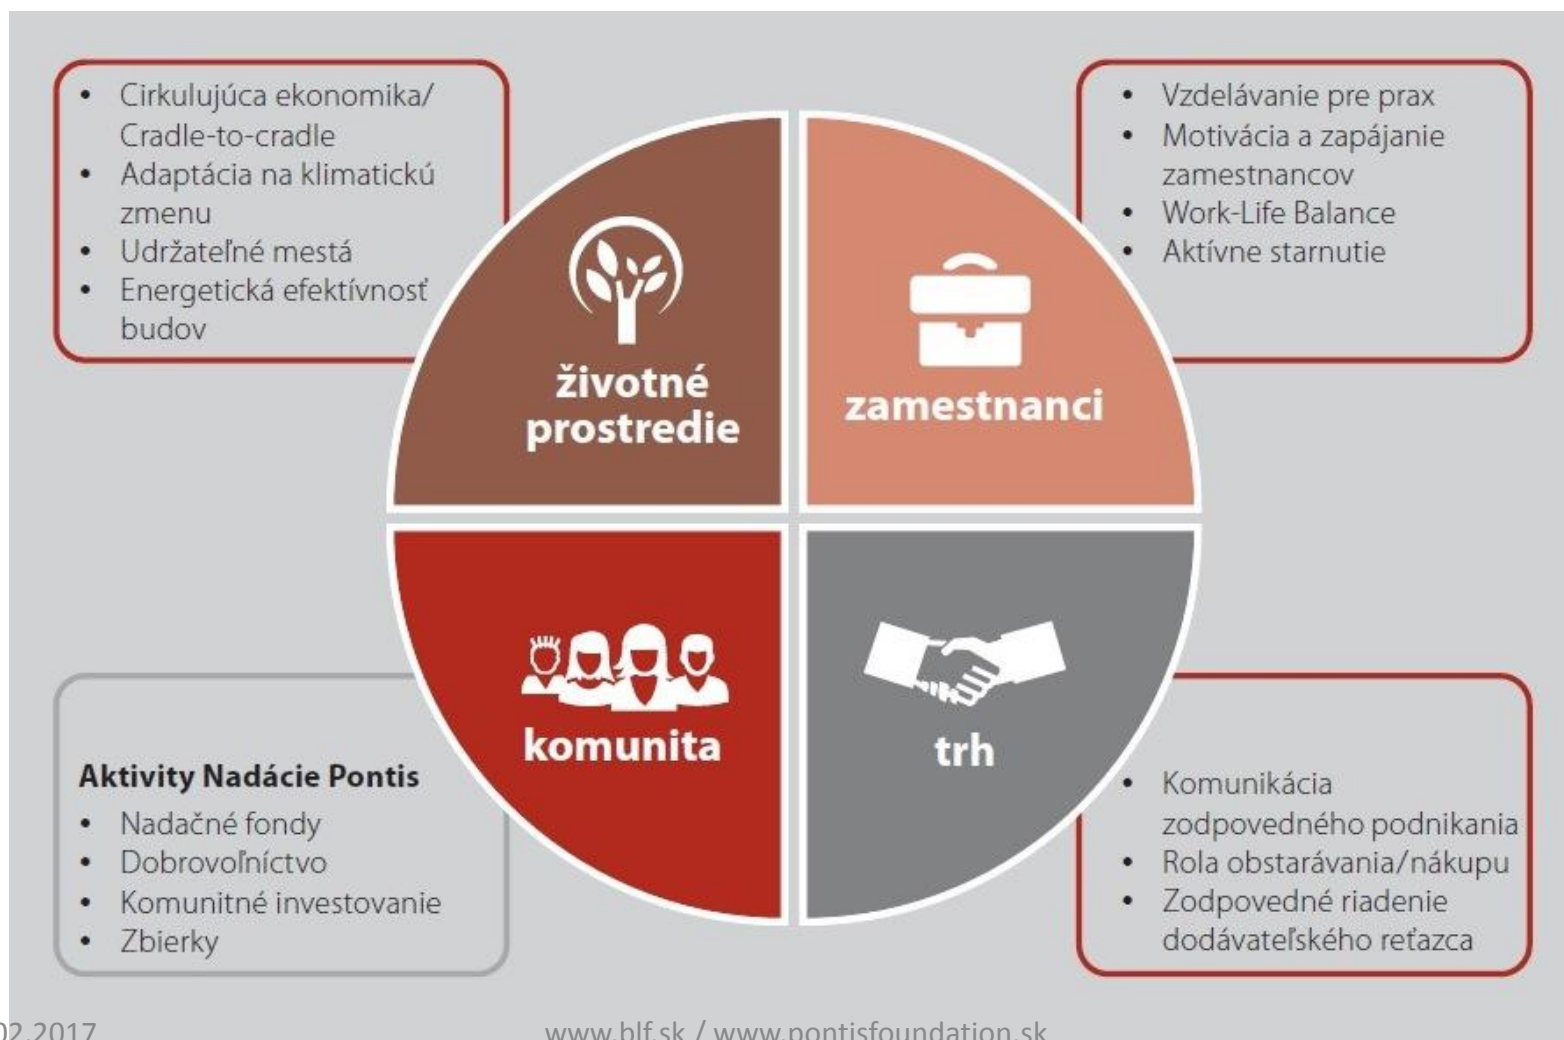 • Cirkulujúca ekonomika/
Cradle-to-cradle
• Adaptácia na klimatickú
zmenu
• Udržateľné mestá
• Energetická efektívnosť
budov
životné
prostredie
• Vzdelávanie pre prax
• Motivácia a zapájanie
zamestnancov
• Work-Life Balance
• Aktívne starnutie
zamestnanci
komunita
Aktivity Nadácie Pontis
• Nadačné fondy
• Dobrovoľníctvo
• Komunitné investovanie
• Zbierky
trh
• Komunikácia
zodpovedného podnikania
• Rola obstarávania/nákupu
• Zodpovedné riadenie
dodávateľského reťazca
02.2017
www.blf.sk / www.pontisfoundation.sk